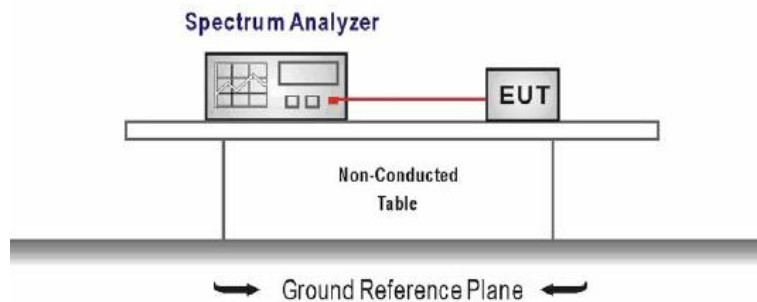 Spectrum Analyzer
EUT
Non-Conducted
Table
Ground Reference Plane